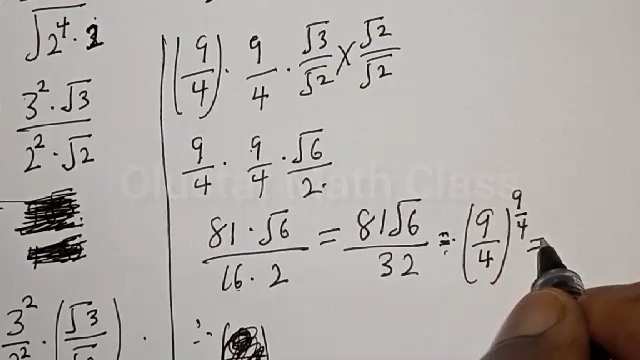 √(2⁴ · 2)
(3² · √3)/(2² · √2)
3²/2² · (√3/√2) ·
(9/4) · 9/4 · √3/√2 × √2/√2
9/4 · 9/4 · √6/2 ·
(81 · √6)/(16 · 2) = 81√6/32 = · (9/4)^(9/4) =
∴